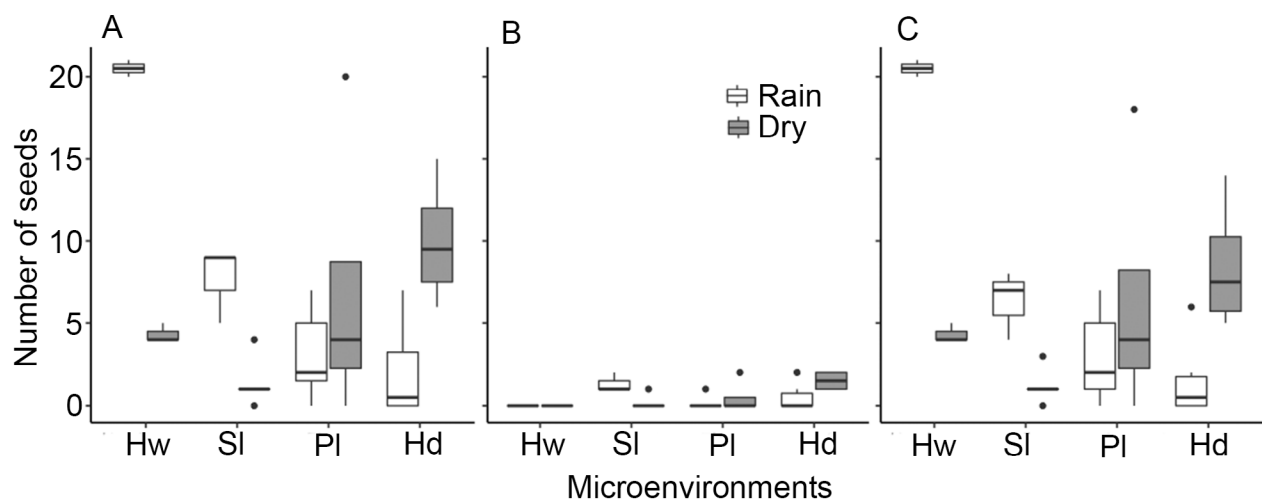 A
B
C
Number of seeds
20
15
10
5
0
Rain
Dry
Hw Sl Pl Hd
Hw Sl Pl Hd
Hw Sl Pl Hd
Microenvironments